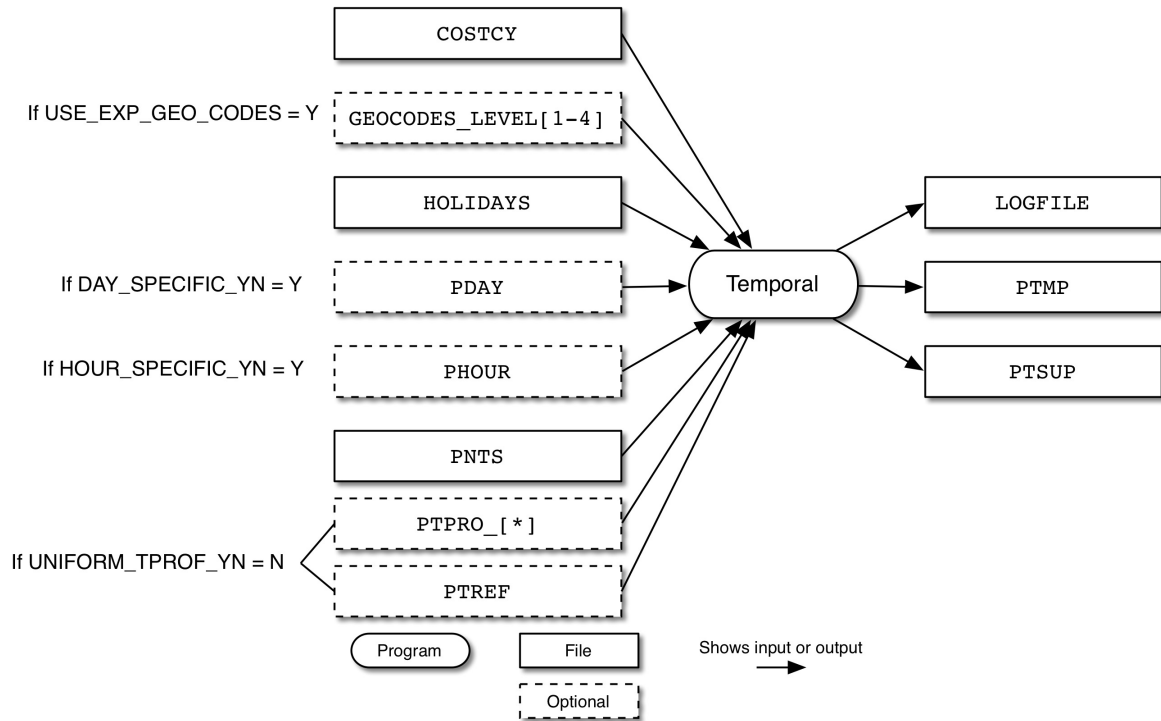 COSTCY
If USE_EXP_GEO_CODES = Y
GEOCODES_LEVEL[1-4]
HOLIDAYS
LOGFILE
If DAY_SPECIFIC_YN = Y
PDAY
Temporal
PTMP
If HOUR_SPECIFIC_YN = Y
PHOUR
PTSUP
PNTS
PTPRO_[*]
If UNIFORM_TPROF_YN = N
PTREF
Program
File
Shows input or output
Optional